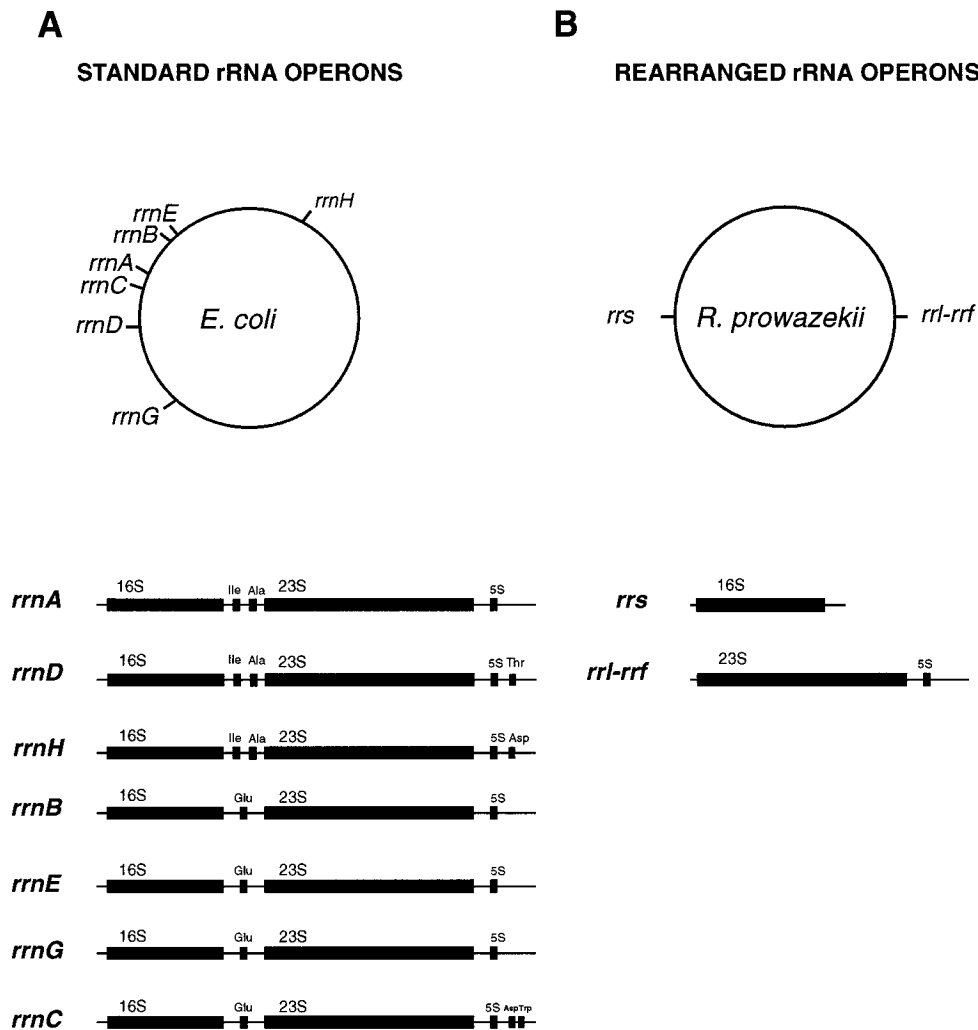 A
STANDARD rRNA OPERONS
rrnH
rrnE
rrnB
rrnA
rrnC
rrnD
rrnG
E. coli
B
REARRANGED rRNA OPERONS
rrs
R. prowazekii
rrl-rrf
rrnA 16S Ile Ala 23S 5S
rrnD 16S Ile Ala 23S 5S Thr
rrnH 16S Ile Ala 23S 5S Asp
rrnB 16S Glu 23S 5S
rrnE 16S Glu 23S 5S
rrnG 16S Glu 23S 5S
rrnC 16S Glu 23S 5S AspTrp
rrs 16S
rrl-rrf 23S 5S